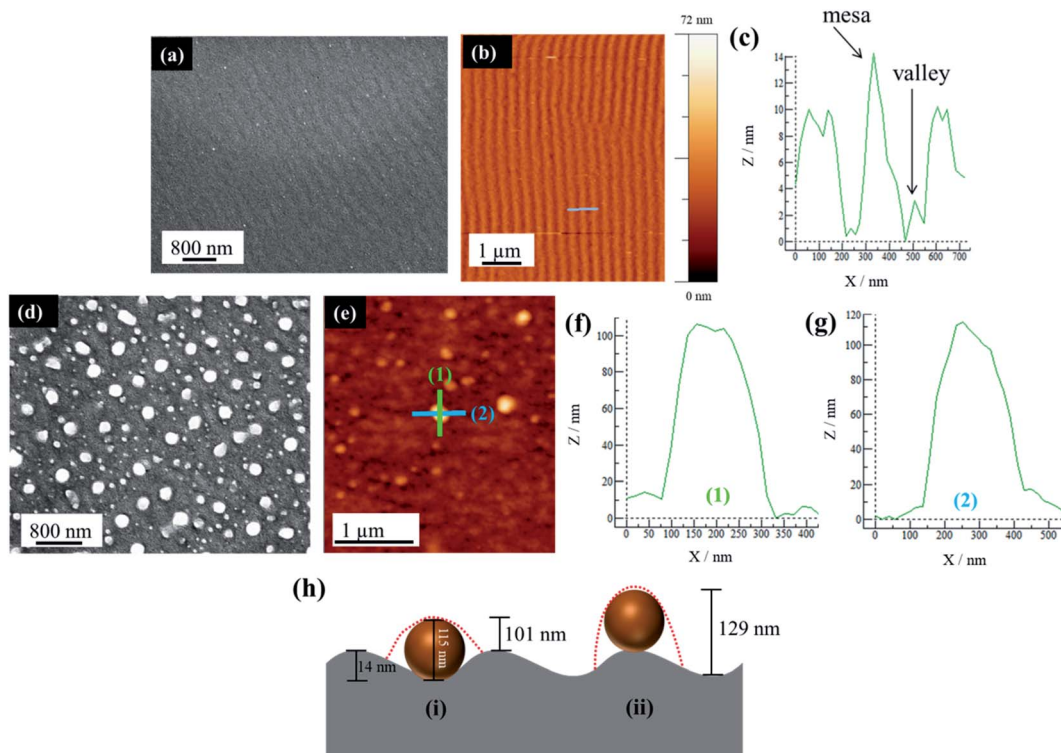 (a)
800 nm
(b)
1 µm
72 nm
0 nm
(c)
mesa
valley
Z / nm
14
12
10
8
6
4
2
0
0 100 200 300 400 500 600 700
X / nm
(d)
800 nm
(e)
(1)
(2)
1 µm
(f)
Z / nm
100
80
60
40
20
0
(1)
0 50 100 150 200 250 300 350 400
X / nm
(g)
Z / nm
120
100
80
60
40
20
0
(2)
0 100 200 300 400 500
X / nm
(h)
14 nm
115 nm
101 nm
129 nm
(i)
(ii)